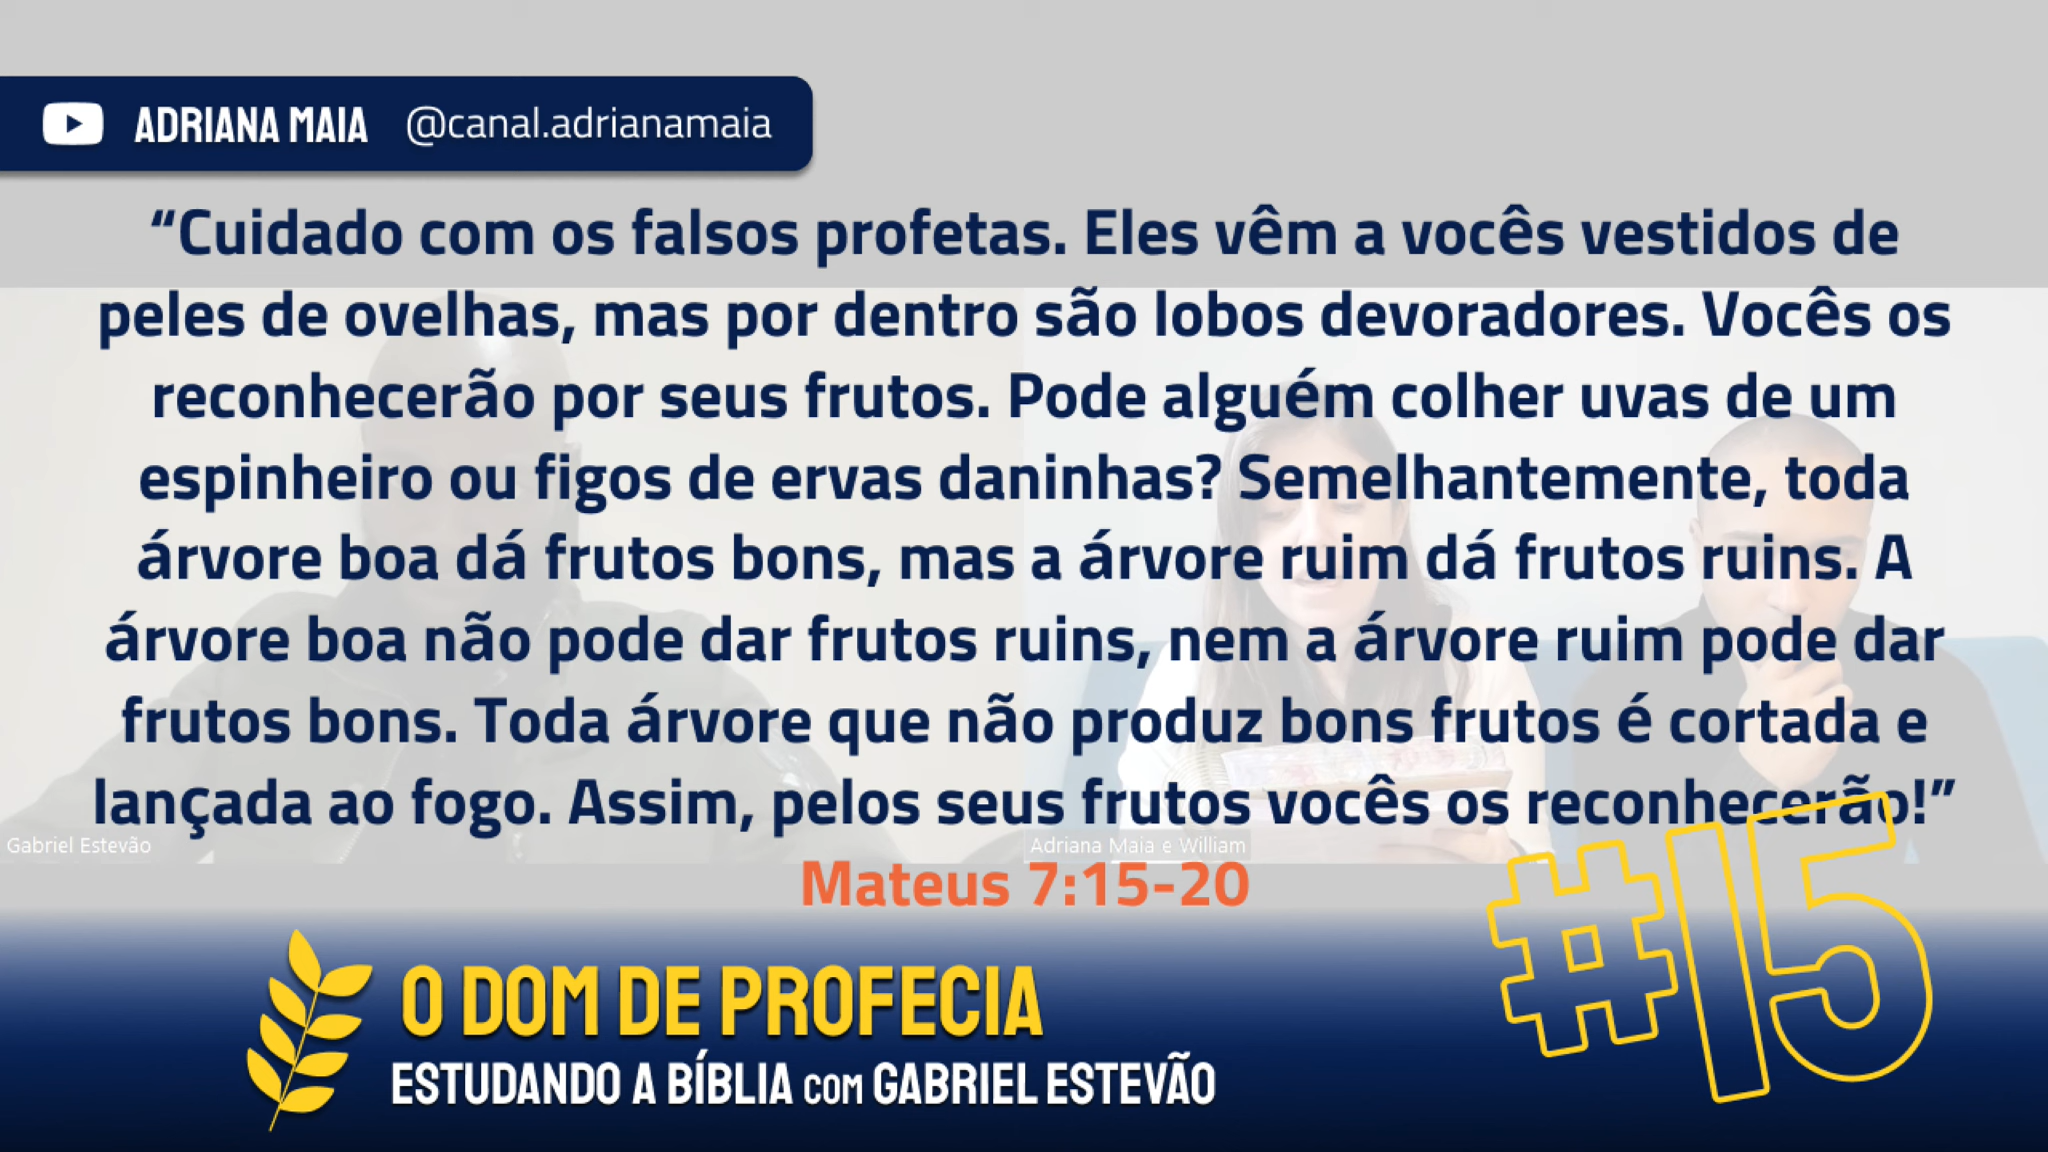 ADRIANA MAIA @canal.adrianamaia
“Cuidado com os falsos profetas. Eles vêm a vocês vestidos de
peles de ovelhas, mas por dentro são lobos devoradores. Vocês os
reconhecerão por seus frutos. Pode alguém colher uvas de um
espinheiro ou figos de ervas daninhas? Semelhantemente, toda
árvore boa dá frutos bons, mas a árvore ruim dá frutos ruins. A
árvore boa não pode dar frutos ruins, nem a árvore ruim pode dar
frutos bons. Toda árvore que não produz bons frutos é cortada e
lançada ao fogo. Assim, pelos seus frutos vocês os reconhecerão!”
Gabriel Estevão
Adriana Maia e William
Mateus 7:15-20
#15
O DOM DE PROFECIA
ESTUDANDO A BÍBLIA COM GABRIEL ESTEVÃO